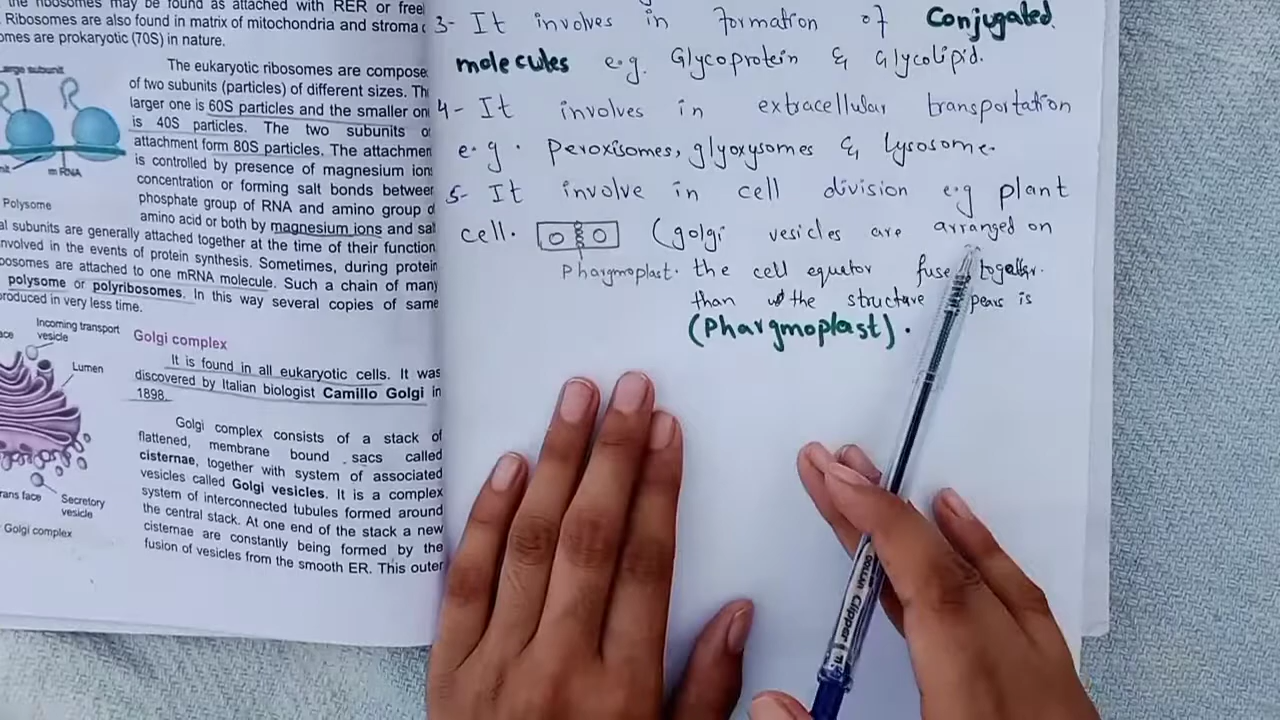 the ribosomes may be found as attached with RER or free
Ribosomes are also found in matrix of mitochondria and stroma
omes are prokaryotic (70S) in nature.
large subunit
mRNA
Polysome
The eukaryotic ribosomes are compose
of two subunits (particles) of different sizes. Th
larger one is 60S particles and the smaller on
is 40S particles. The two subunits o
attachment form 80S particles. The attachmen
is controlled by presence of magnesium ions
concentration or forming salt bonds between
phosphate group of RNA and amino group o
amino acid or both by magnesium ions and sal
al subunits are generally attached together at the time of their function
nvolved in the events of protein synthesis. Sometimes, during protein
bosomes are attached to one mRNA molecule. Such a chain of many
polysome or polyribosomes. In this way several copies of same
produced in very less time.
Incoming transport
vesicle
Lumen
trans face
Secretory
vesicle
Golgi complex
Golgi complex
It is found in all eukaryotic cells. It was
discovered by Italian biologist Camillo Golgi in
1898.
Golgi complex consists of a stack of
flattened, membrane bound sacs called
cisternae, together with system of associated
vesicles called Golgi vesicles. It is a complex
system of interconnected tubules formed around
the central stack. At one end of the stack a new
cisternae are constantly being formed by the
fusion of vesicles from the smooth ER. This outer
3- It involves in formation of Conjugated
molecules e.g. Glycoprotein & Glycolipid.
4- It involves in extracellular transportation
e.g. Peroxisomes, glyoxysomes & lysosome.
5- It involve in cell division e.g plant
cell. (golgi vesicles are arranged on
Phargmoplast. the cell equator fuse together.
than the structure pears is
(Phargmoplast).
DOLLAR Clipper